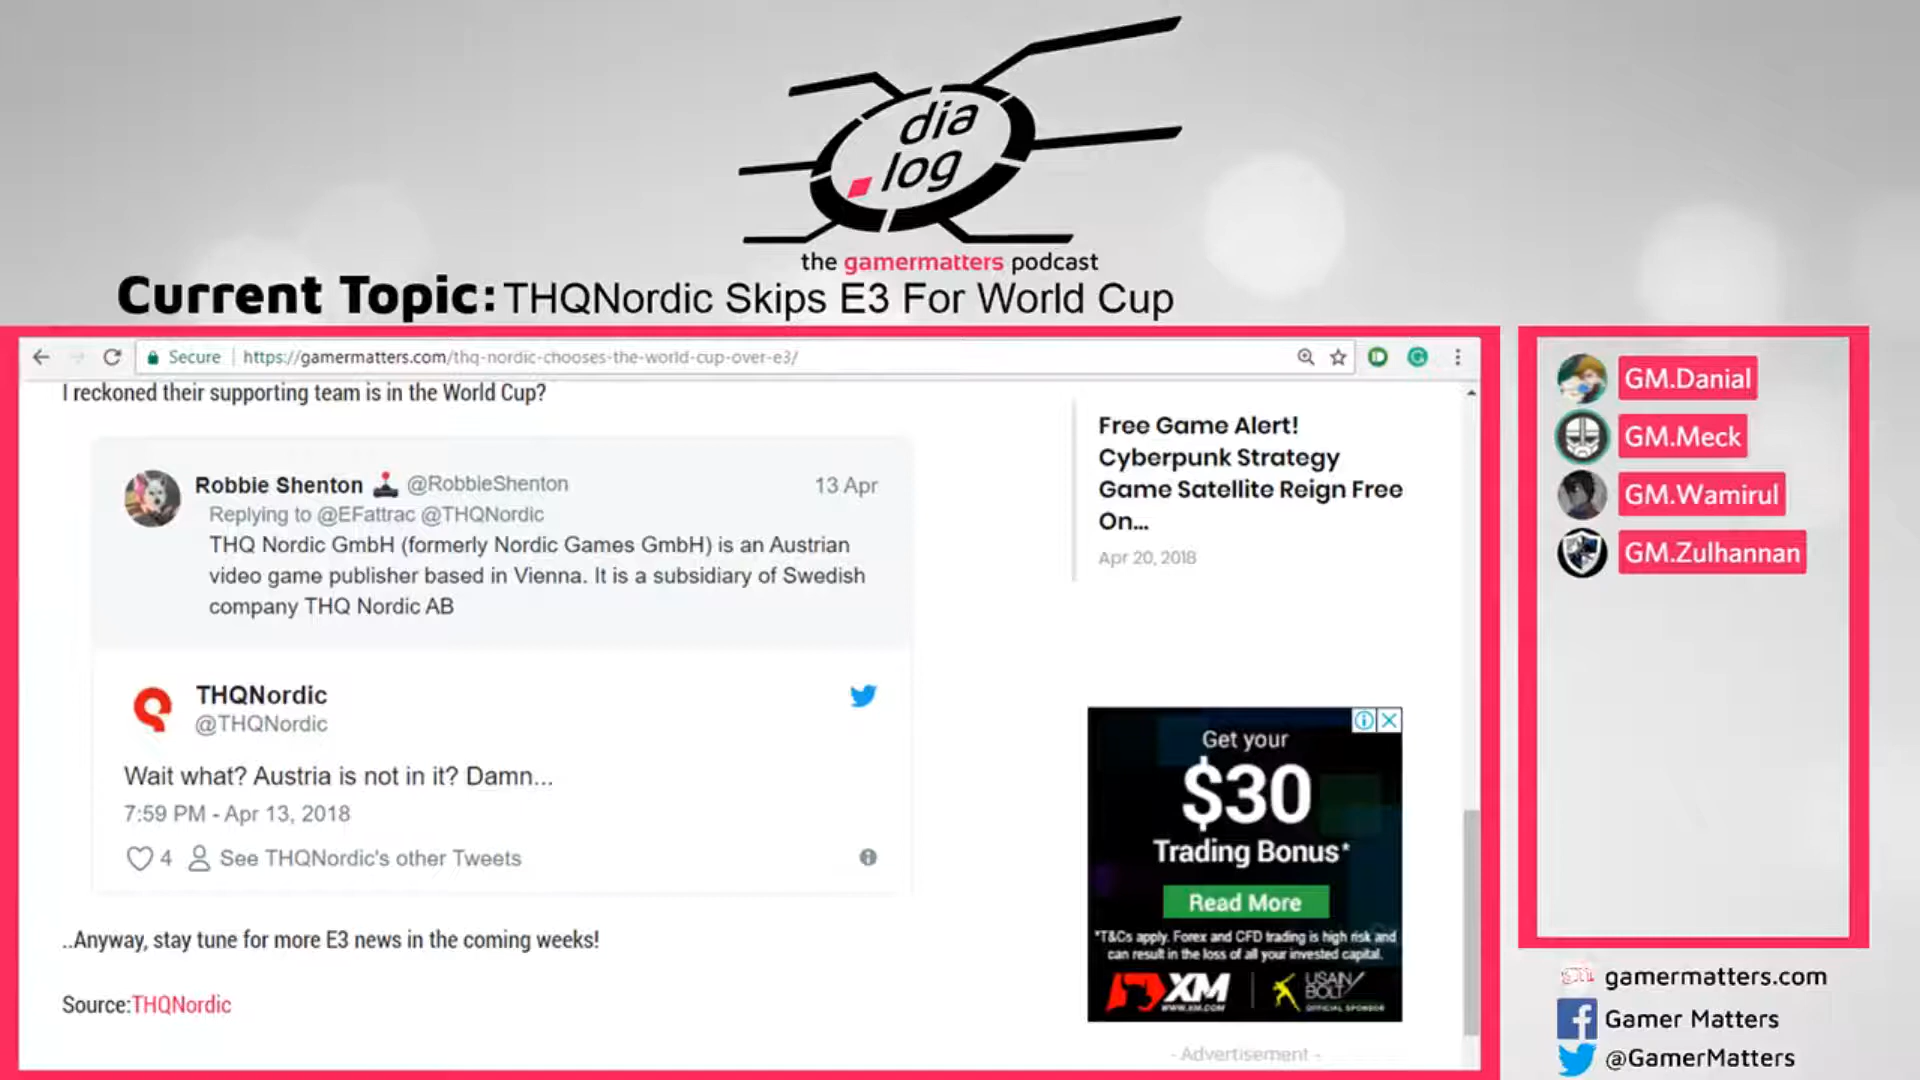 dia
.log
the gamermatters podcast
Current Topic: THQNordic Skips E3 For World Cup
Secure | https://gamermatters.com/thq-nordic-chooses-the-world-cup-over-e3/
I reckoned their supporting team is in the World Cup?
Robbie Shenton @RobbleShenton 13 Apr
Replying to @EFattrac @THQNordic
THQ Nordic GmbH (formerly Nordic Games GmbH) is an Austrian
video game publisher based in Vienna. It is a subsidiary of Swedish
company THQ Nordic AB
THQNordic
@THQNordic
Wait what? Austria is not in it? Damn...
7:59 PM - Apr 13, 2018
4 See THQNordic's other Tweets
..Anyway, stay tune for more E3 news in the coming weeks!
Source:THQNordic
Free Game Alert!
Cyberpunk Strategy
Game Satellite Reign Free
On...
Apr 20, 2018
Get your
$30
Trading Bonus*
Read More
*T&Cs apply. Forex and CFD trading is high risk and
can result in the loss of all your invested capital.
XM
WWW.XM.COM
USAIN
BOLT
OFFICIAL SPONSOR
- Advertisement -
GM.Danial
GM.Meck
GM.Wamirul
GM.Zulhannan
gamermatters.com
Gamer Matters
@GamerMatters